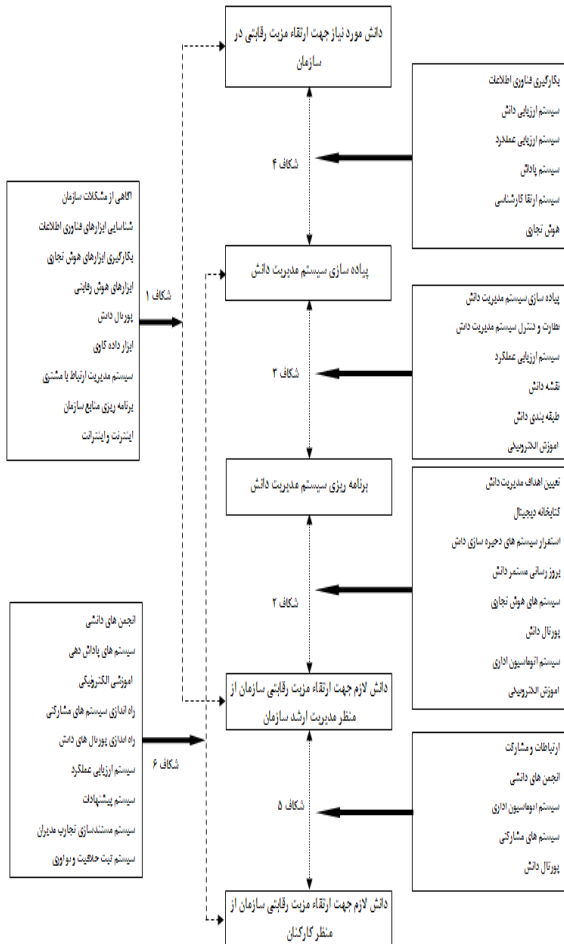 دانش مورد نیاز جهت ارتقاء مزیت رقابتی در
سازمان
بکارگیری فناوری اطلاعات
سیستم ارزیابی دانش
سیستم ارزیابی عملکرد
سیستم پاداش
سیستم ارتقا کارشناسی
هوش تجاری
شکاف ۴
آگاهی از مشکلات سازمان
شناسایی ابزارهای فناوری اطلاعات
بکارگیری ابزارهای هوش تجاری
ابزارهای هوش رقابتی
پورتال دانش
ابزار داده کاوی
سیستم مدیریت ارتباط با مشتری
برنامه ریزی منابع سازمان
اینترنت و اینترانت
شکاف ۱
پیاده سازی سیستم مدیریت دانش
پیاده سازی سیستم مدیریت دانش
نظارت و کنترل سیستم مدیریت دانش
سیستم ارزیابی عملکرد
نقشه دانش
طبقه بندی دانش
آموزش الکترونیکی
شکاف ۳
برنامه ریزی سیستم مدیریت دانش
تعیین اهداف مدیریت دانش
کتابخانه دیجیتال
استقرار سیستم های ذخیره سازی دانش
بروز رسانی مستمر دانش
سیستم های هوش تجاری
پورتال دانش
سیستم اتوماسیون اداری
آموزش الکترونیکی
شکاف ۲
دانش لازم جهت ارتقاء مزیت رقابتی سازمان از
منظر مدیریت ارشد سازمان
انجمن های دانشی
سیستم های پاداش دهی
آموزشی الکترونیکی
راه اندازی سیستم های مشارکتی
راه اندازی پورتال های دانش
سیستم ارزیابی عملکرد
سیستم پیشنهادات
سیستم مستندسازی تجارب مدیران
سیستم ثبت خلاقیت و نوآوری
شکاف ۶
ارتباطات و مشارکت
انجمن های دانشی
سیستم اتوماسیون اداری
سیستم های مشارکتی
پورتال دانش
شکاف ۵
دانش لازم جهت ارتقاء مزیت رقابتی سازمان از
منظر کارکنان